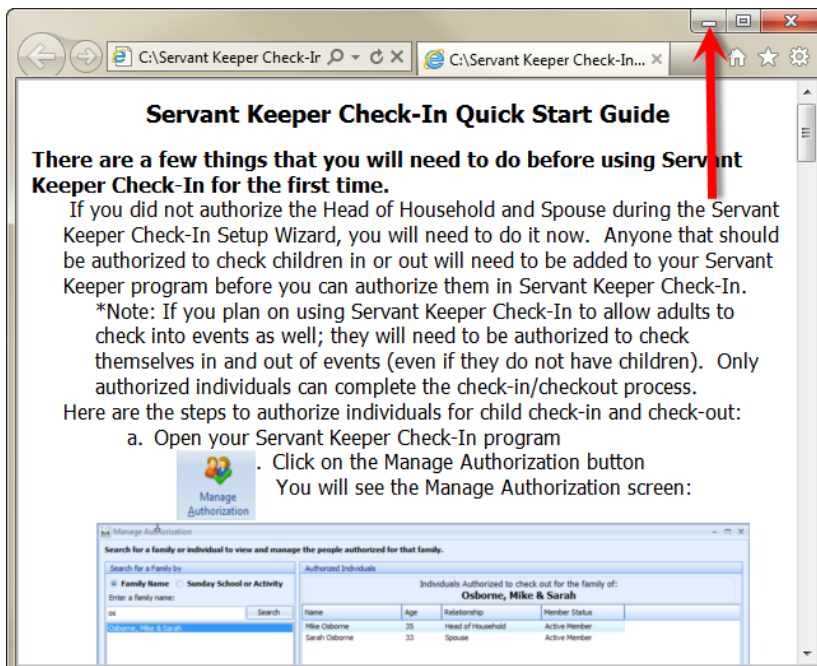 C:\Servant Keeper Check-Ir
C:\Servant Keeper Check-In...
Servant Keeper Check-In Quick Start Guide
There are a few things that you will need to do before using Servant
Keeper Check-In for the first time.
If you did not authorize the Head of Household and Spouse during the Servant
Keeper Check-In Setup Wizard, you will need to do it now. Anyone that should
be authorized to check children in or out will need to be added to your Servant
Keeper program before you can authorize them in Servant Keeper Check-In.
*Note: If you plan on using Servant Keeper Check-In to allow adults to
check into events as well; they will need to be authorized to check
themselves in and out of events (even if they do not have children). Only
authorized individuals can complete the check-in/checkout process.
Here are the steps to authorize individuals for child check-in and check-out:
a. Open your Servant Keeper Check-In program
Manage
Authorization
. Click on the Manage Authorization button
You will see the Manage Authorization screen:
Manage Authorization
Search for a family or individual to view and manage the people authorized for that family.
Search for a Family by
Family Name Sunday School or Activity
Enter a family name:
os Search
Osborne, Mike & Sarah
Authorized Individuals
Individuals Authorized to check out for the family of:
Osborne, Mike & Sarah
Name Age Relationship Member Status
Mike Osborne 35 Head of Household Active Member
Sarah Osborne 33 Spouse Active Member